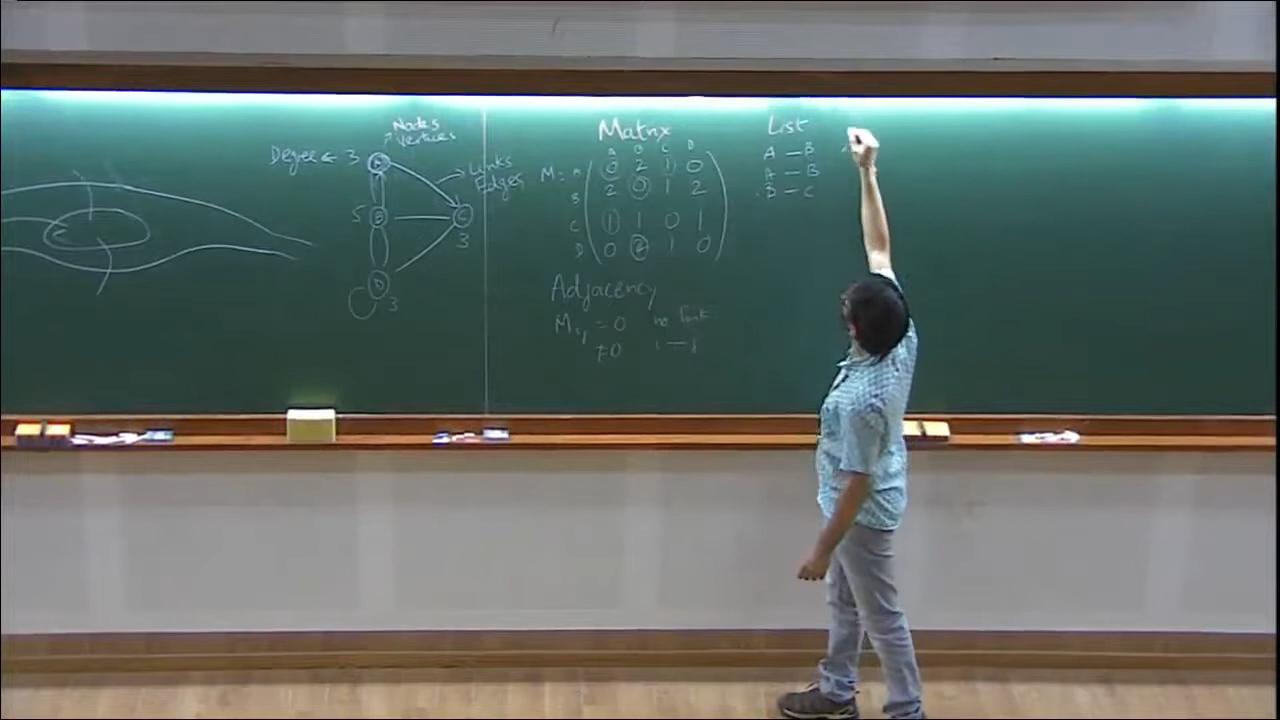 Nodes
Vertices
Degree ← 3 A
→ Links
Edges
5 B
C
3
D
3
Matrix
A B C D
M = A 0 2 1 0
B 2 0 1 2
C 1 1 0 1
D 0 2 1 0
Adjacency
Mij = 0 no link
≠0 i — j
List
A — B
A — B
B — C